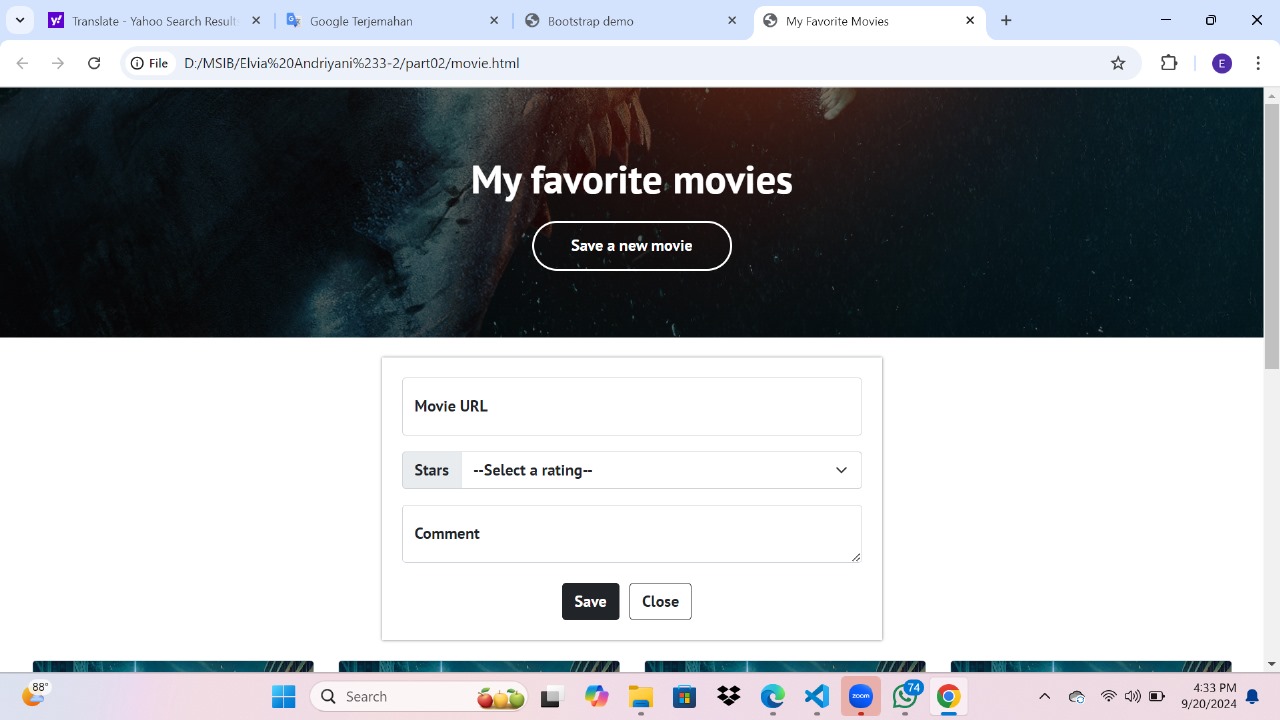 Translate - Yahoo Search Result
Google Terjemahan
Bootstrap demo
My Favorite Movies
File
D:/MSIB/Elvia%20Andriyani%233-2/part02/movie.html
E
My favorite movies
Save a new movie
Movie URL
Stars
--Select a rating--
Comment
Save
Close
88°
Search
zoom
74
4:33 PM
9/20/2024